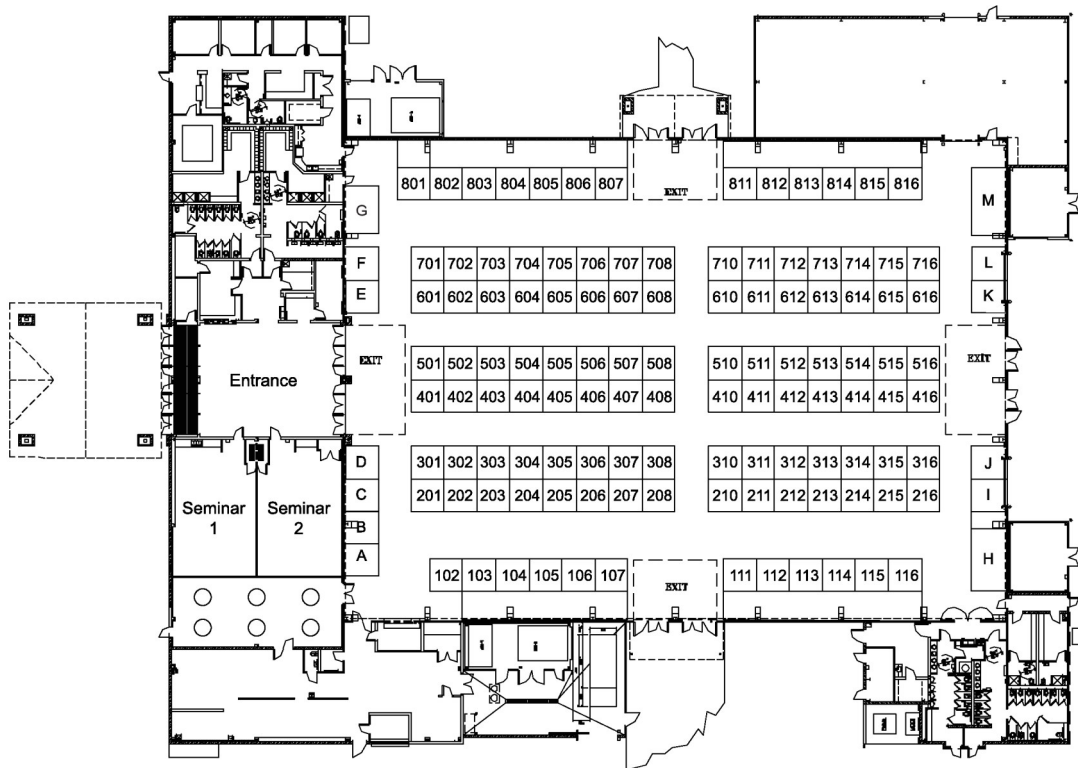 801 802 803 804 805 806 807
EXIT
811 812 813 814 815 816
G
M
F
701 702 703 704 705 706 707 708
710 711 712 713 714 715 716
L
E
601 602 603 604 605 606 607 608
610 611 612 613 614 615 616
K
Entrance
EXIT
501 502 503 504 505 506 507 508
510 511 512 513 514 515 516
EXIT
401 402 403 404 405 406 407 408
410 411 412 413 414 415 416
D
301 302 303 304 305 306 307 308
310 311 312 313 314 315 316
J
C
201 202 203 204 205 206 207 208
210 211 212 213 214 215 216
I
Seminar
1
Seminar
2
B
A
102 103 104 105 106 107
EXIT
111 112 113 114 115 116
H